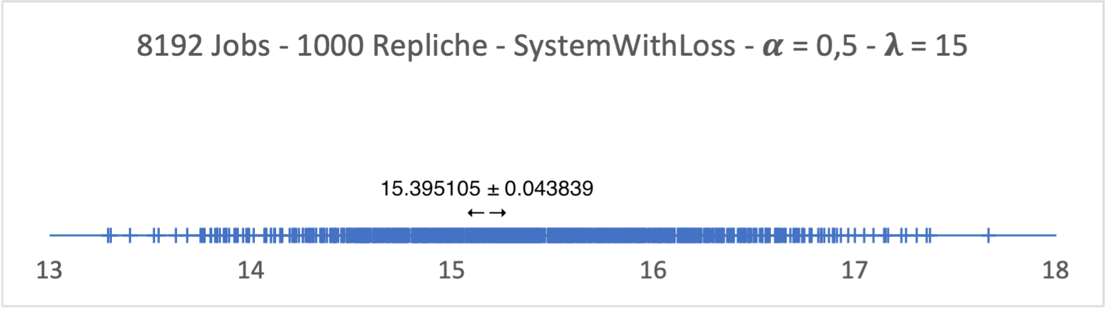 8192 Jobs - 1000 Repliche - SystemWithLoss - 𝜶 = 0,5 - 𝝀 = 15
15.395105 ± 0.043839
13 14 15 16 17 18